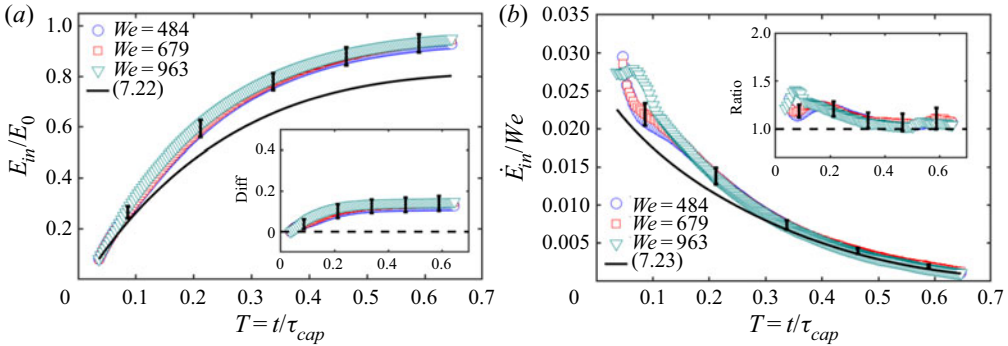 (a)
1.0
0.8
0.6
0.4
0.2
0
E_in/E_0
We = 484
We = 679
We = 963
(7.22)
0.4
0.2
0
Diff
0 0.2 0.4 0.6
0.1 0.2 0.3 0.4 0.5 0.6 0.7
T = t/τ_cap
(b)
0.035
0.030
0.025
0.020
0.015
0.010
0.005
0
Ė_in/We
2.0
1.5
1.0
Ratio
0 0.2 0.4 0.6
We = 484
We = 679
We = 963
(7.23)
0.1 0.2 0.3 0.4 0.5 0.6 0.7
T = t/τ_cap